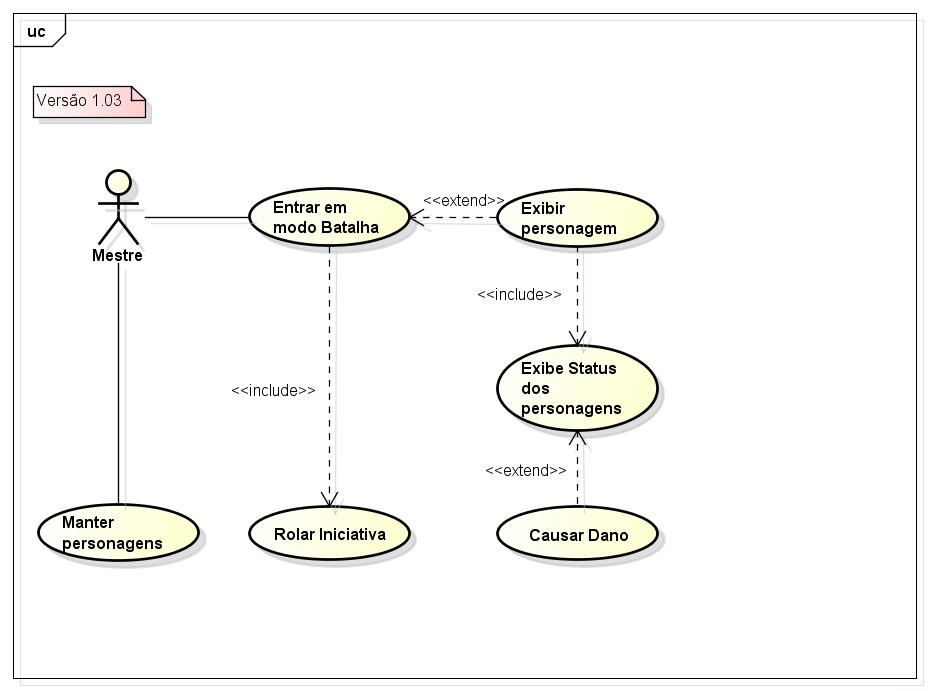 uc
Versão 1.03
Mestre
Entrar em
modo Batalha
<<extend>>
Exibir
personagem
<<include>>
Exibe Status
dos
personagens
<<include>>
<<extend>>
Manter
personagens
Rolar Iniciativa
Causar Dano